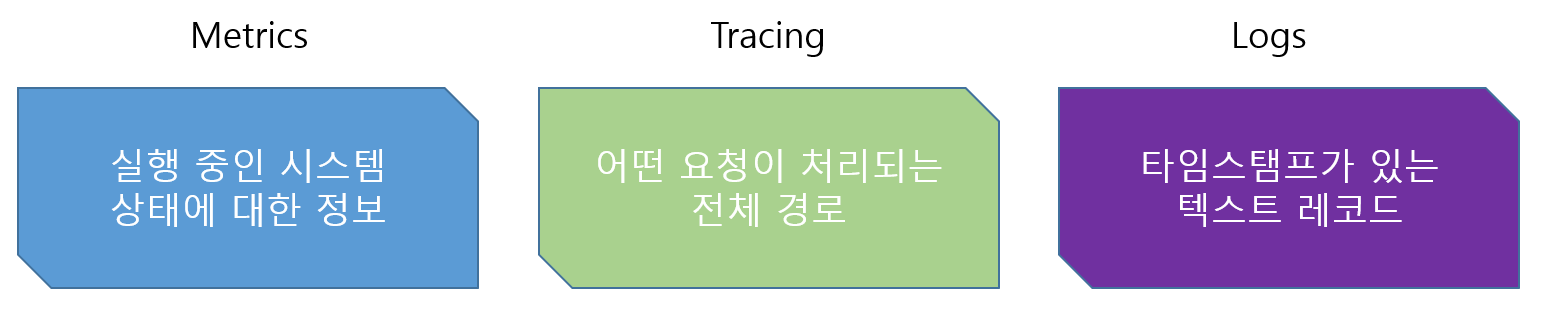 Metrics
실행 중인 시스템
상태에 대한 정보
Tracing
어떤 요청이 처리되는
전체 경로
Logs
타임스탬프가 있는
텍스트 레코드